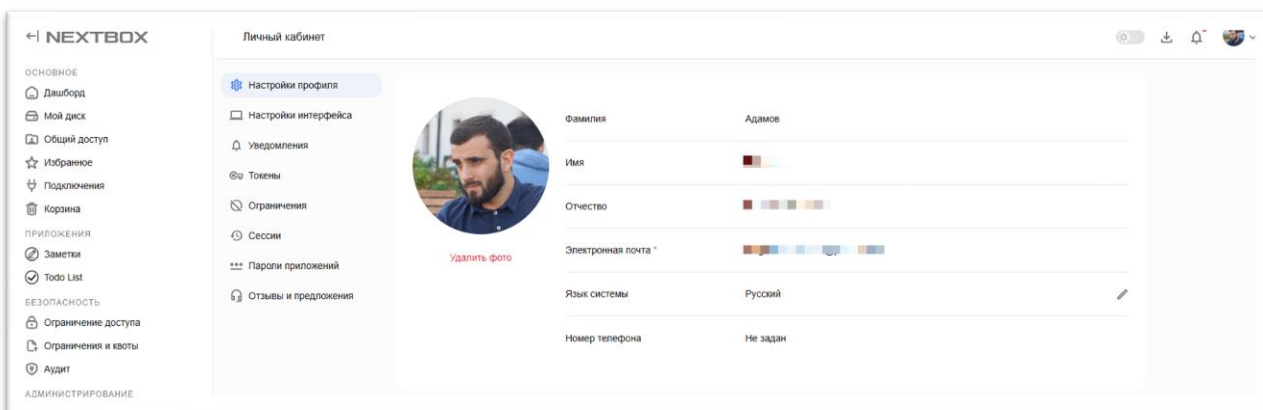 NEXTBOX
ОСНОВНОЕ
Дашборд
Мой диск
Общий доступ
Избранное
Подключения
Корзина
ПРИЛОЖЕНИЯ
Заметки
Todo List
БЕЗОПАСНОСТЬ
Ограничение доступа
Ограничения и квоты
Аудит
АДМИНИСТРИРОВАНИЕ
Личный кабинет
Настройки профиля
Настройки интерфейса
Уведомления
Токены
Ограничения
Сессии
Пароли приложений
Отзывы и предложения
Удалить фото
Фамилия Адамов
Имя
Отчество
Электронная почта *
Язык системы Русский
Номер телефона Не задан